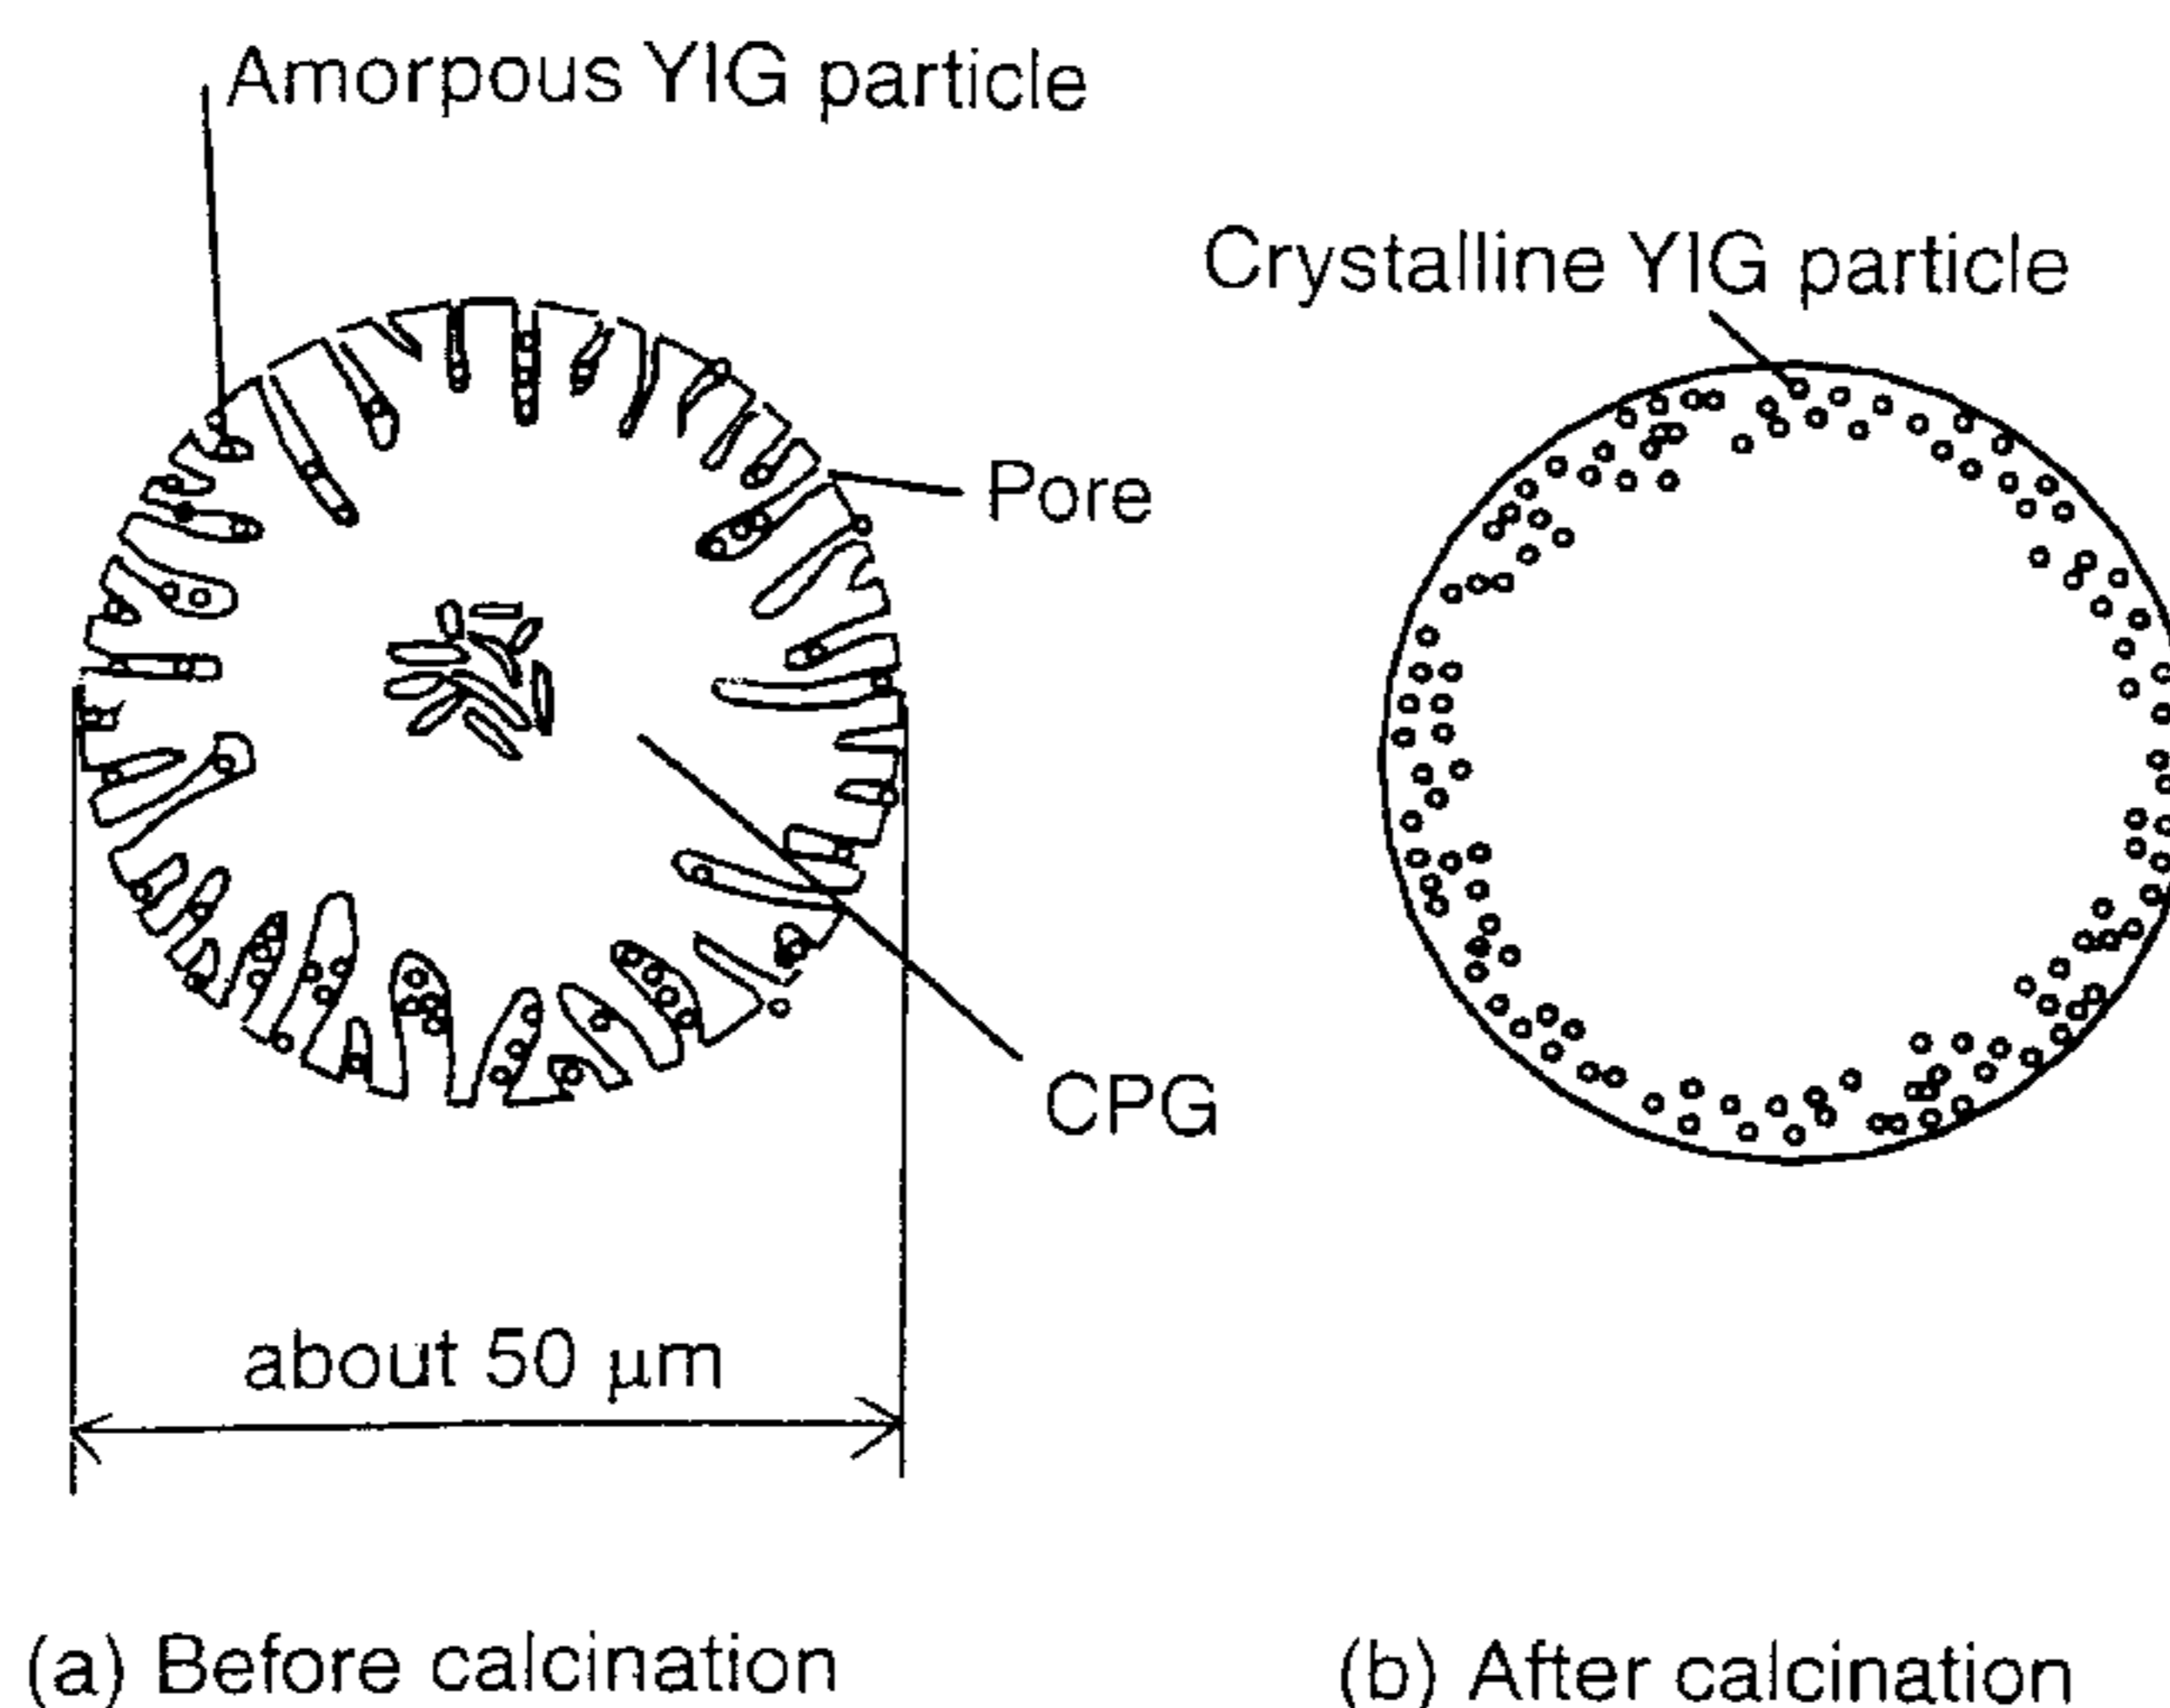 Amorpous YIG particle
Crystalline YIG particle
Pore
CPG
about 50 μm
(a) Before calcination
(b) After calcination